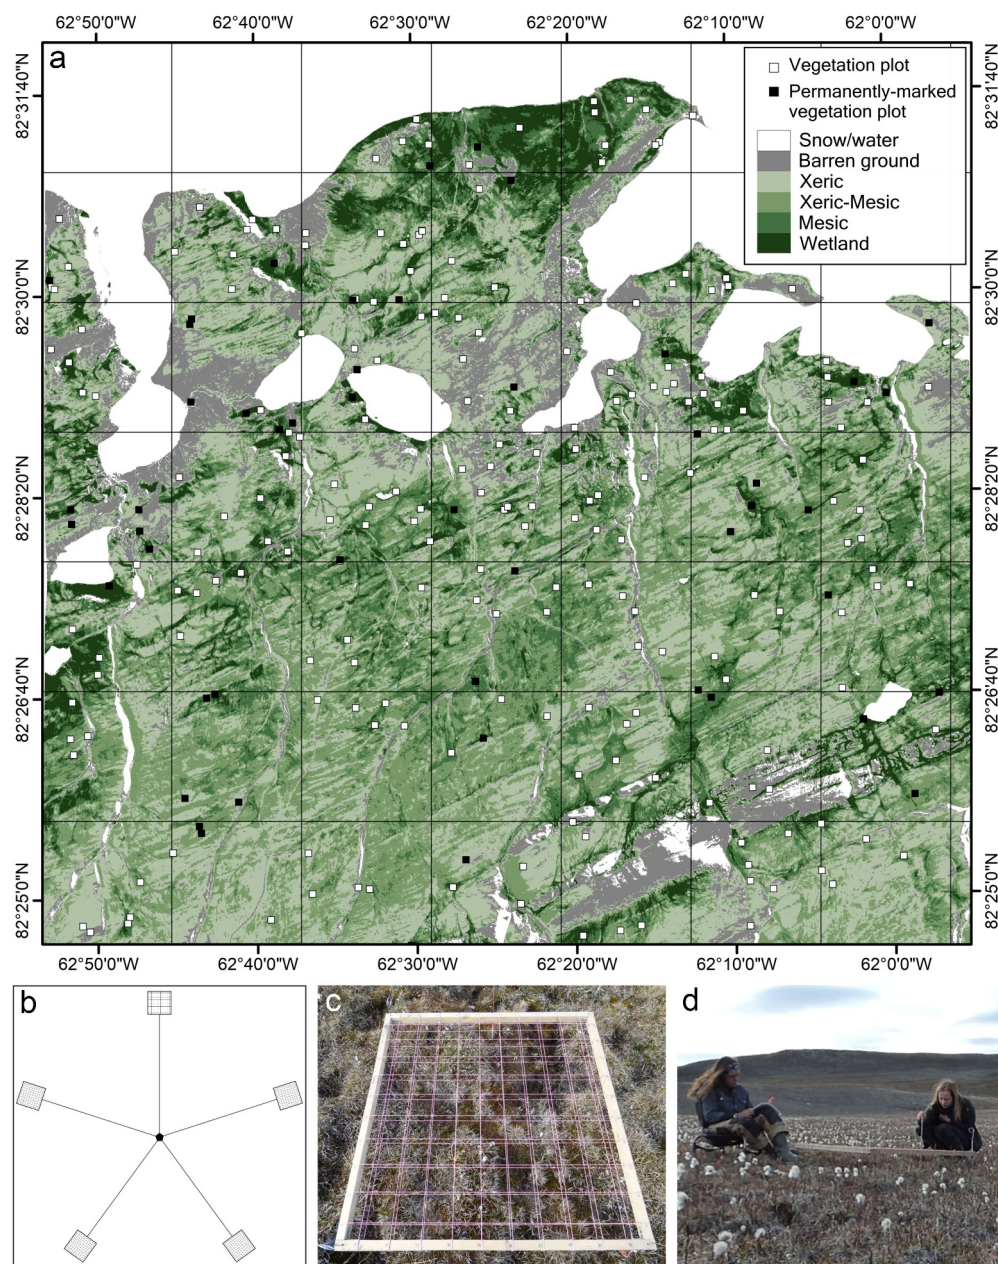 62°50'0"W 62°40'0"W 62°30'0"W 62°20'0"W 62°10'0"W 62°0'0"W
a
Vegetation plot
Permanently-marked
vegetation plot
Snow/water
Barren ground
Xeric
Xeric-Mesic
Mesic
Wetland
82°31'40"N
82°30'0"N
82°28'20"N
82°26'40"N
82°25'0"N
82°31'40"N
82°30'0"N
82°28'20"N
82°26'40"N
82°25'0"N
62°50'0"W 62°40'0"W 62°30'0"W 62°20'0"W 62°10'0"W 62°0'0"W
b
c
d